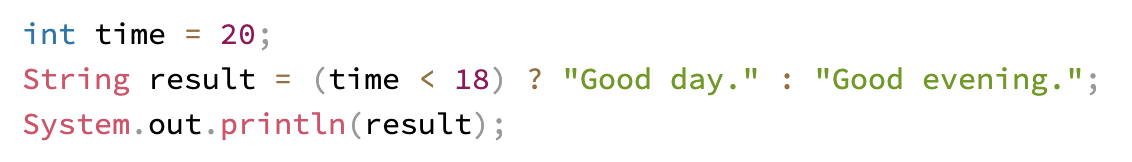 int time = 20;
String result = (time < 18) ? "Good day." : "Good evening.";
System.out.println(result);